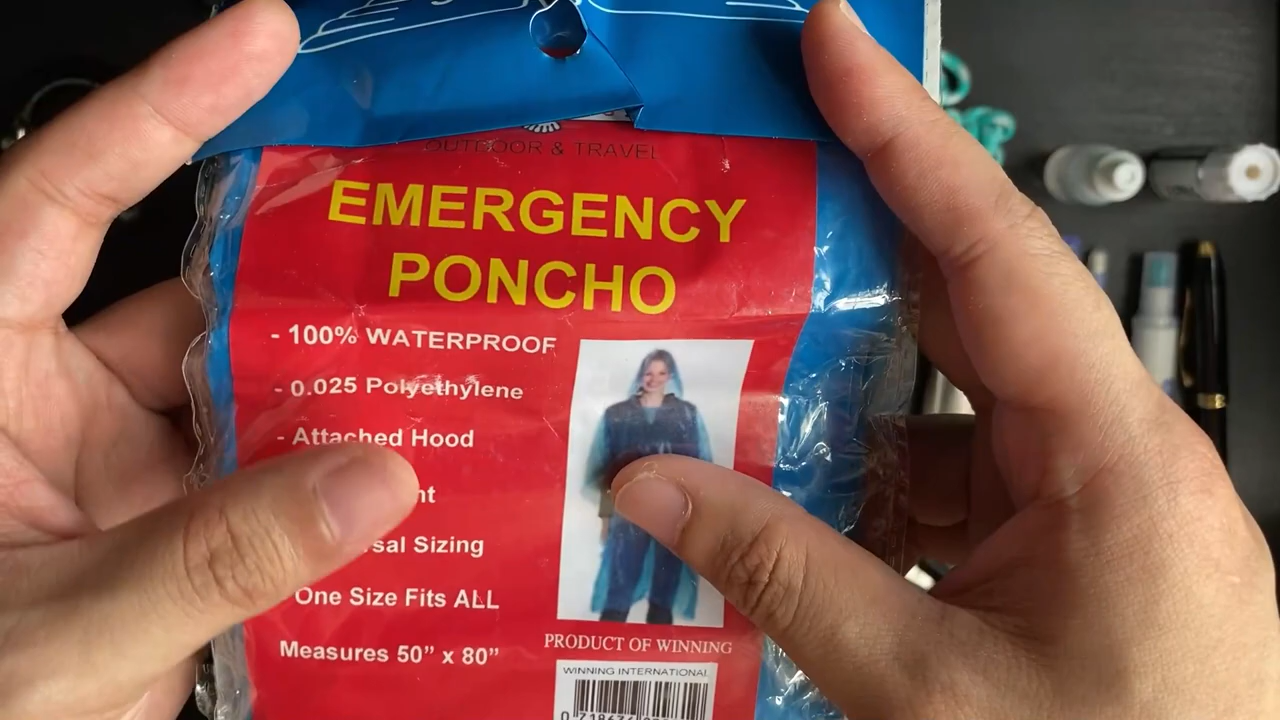 OUTDOOR & TRAVEL
EMERGENCY
PONCHO
- 100% WATERPROOF
- 0.025 Polyethylene
- Attached Hood
One Size Fits ALL
Sizing
Measures 50” x 80”
PRODUCT OF WINNING
WINNING INTERNATIONAL